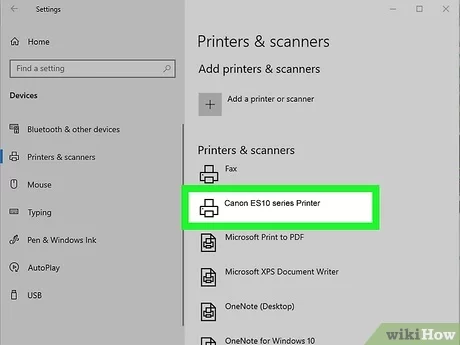 Settings
Home
Find a setting
Devices
Bluetooth & other devices
Printers & scanners
Mouse
Typing
Pen & Windows Ink
AutoPlay
USB
Printers & scanners
Add printers & scanners
Add a printer or scanner
Printers & scanners
Fax
Canon ES10 series Printer
Microsoft Print to PDF
Microsoft XPS Document Writer
OneNote (Desktop)
OneNote for Windows 10
wikiHow